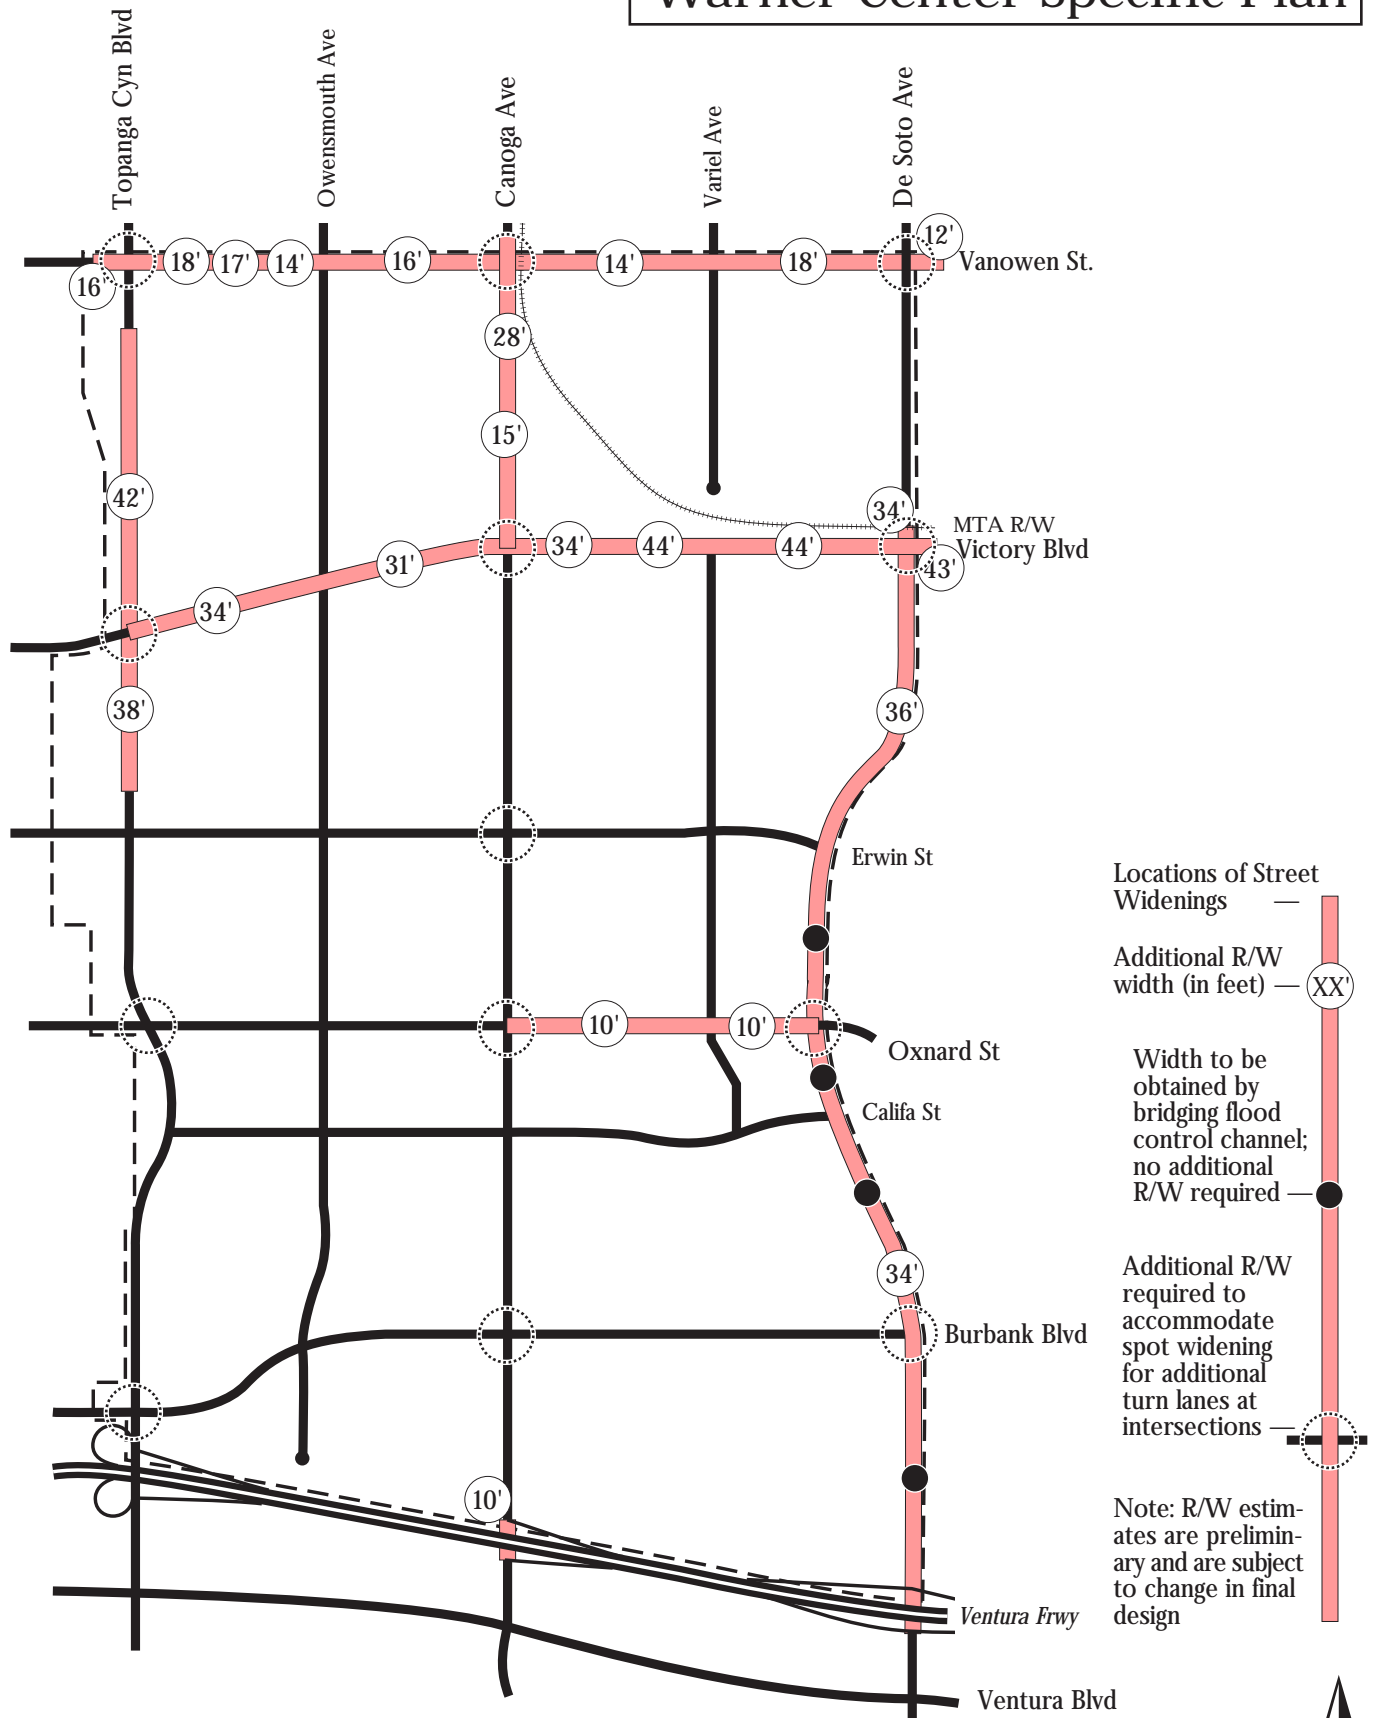 Warner Center Specific Plan
Topanga Cyn Blvd
Owensmouth Ave
Canoga Ave
Variel Ave
De Soto Ave
12'
18'
17'
14'
16'
14'
18'
Vanowen St.
16'
28'
15'
42'
34'
MTA R/W
34'
44'
44'
Victory Blvd
31'
43'
34'
38'
36'
Erwin St
10'
10'
Oxnard St
Califa St
34'
Burbank Blvd
10'
Ventura Frwy
Ventura Blvd
Locations of Street
Widenings —
Additional R/W
width (in feet) — XX'
Width to be
obtained by
bridging flood
control channel;
no additional
R/W required —
Additional R/W
required to
accommodate
spot widening
for additional
turn lanes at
intersections —
Note: R/W estim-
ates are prelimin-
ary and are subject
to change in final
design